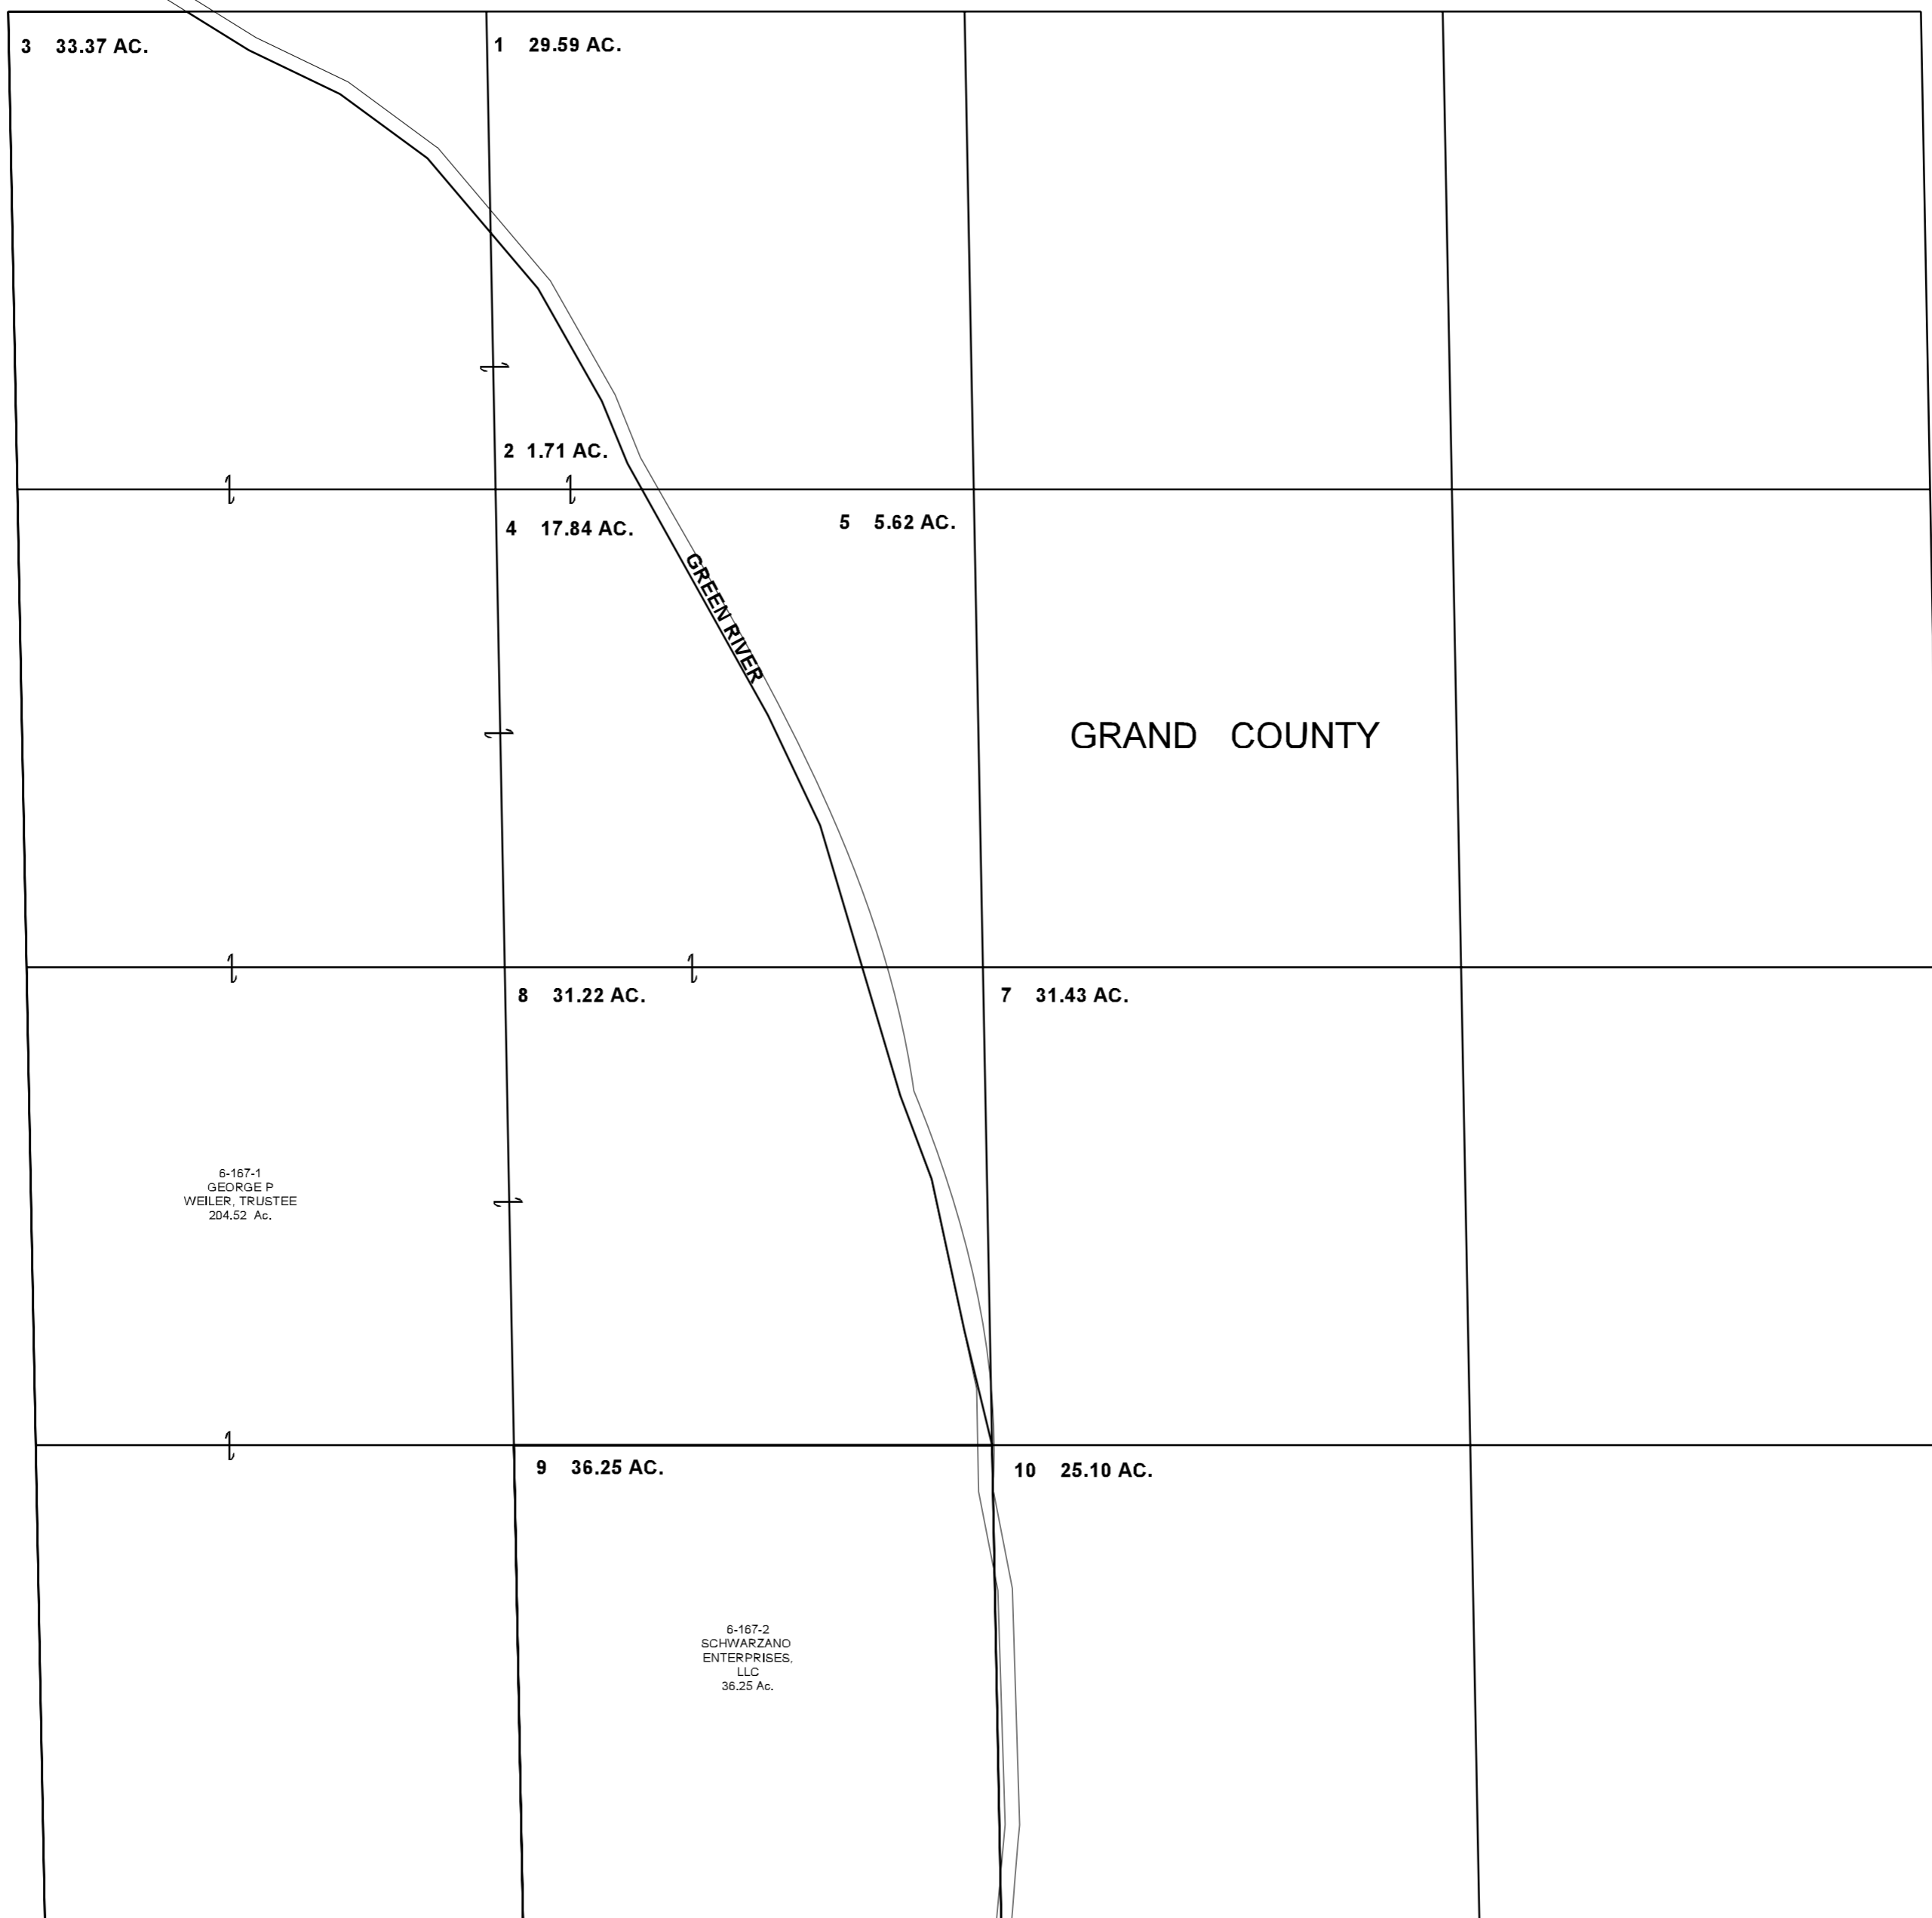 3 33.37 AC.
1 29.59 AC.
2 1.71 AC.
4 17.84 AC.
5 5.62 AC.
GREEN RIVER
GRAND COUNTY
8 31.22 AC.
7 31.43 AC.
6-167-1
GEORGE P
WEILER, TRUSTEE
204.52 Ac.
9 36.25 AC.
10 25.10 AC.
6-167-2
SCHWARZANO
ENTERPRISES,
LLC
36.25 Ac.